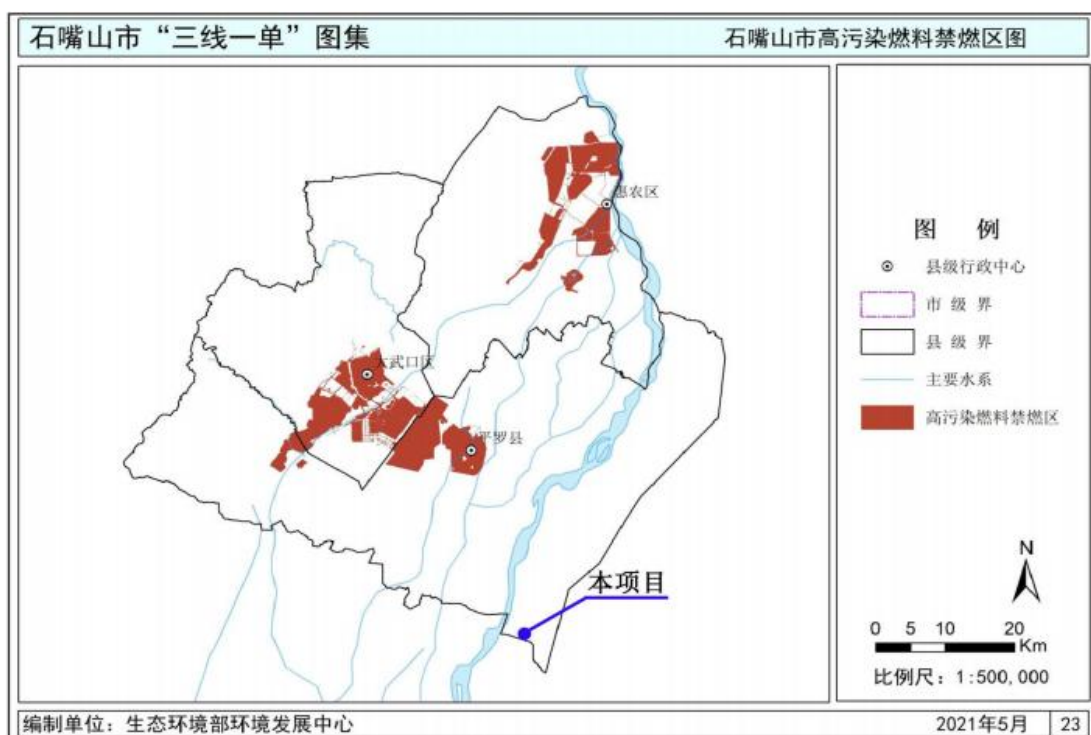 石嘴山市“三线一单”图集
石嘴山市高污染燃料禁燃区图
惠农区
大武口区
平罗县
本项目
图 例
县级行政中心
市 级 界
县 级 界
主要水系
高污染燃料禁燃区
N
0 5 10 20
Km
比例尺：1:500,000
编制单位：生态环境部环境发展中心
2021年5月
23